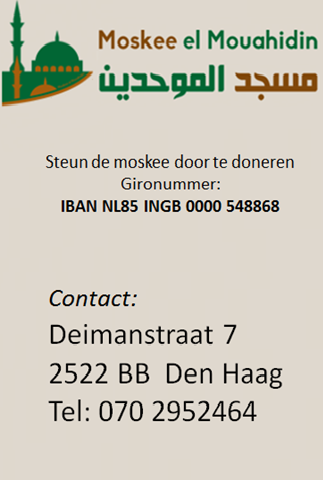 Moskee el Mouahidin
مسجد الموحدين
Steun de moskee door te doneren
Gironummer:
IBAN NL85 INGB 0000 548868
Contact:
Deimanstraat 7
2522 BB Den Haag
Tel: 070 2952464